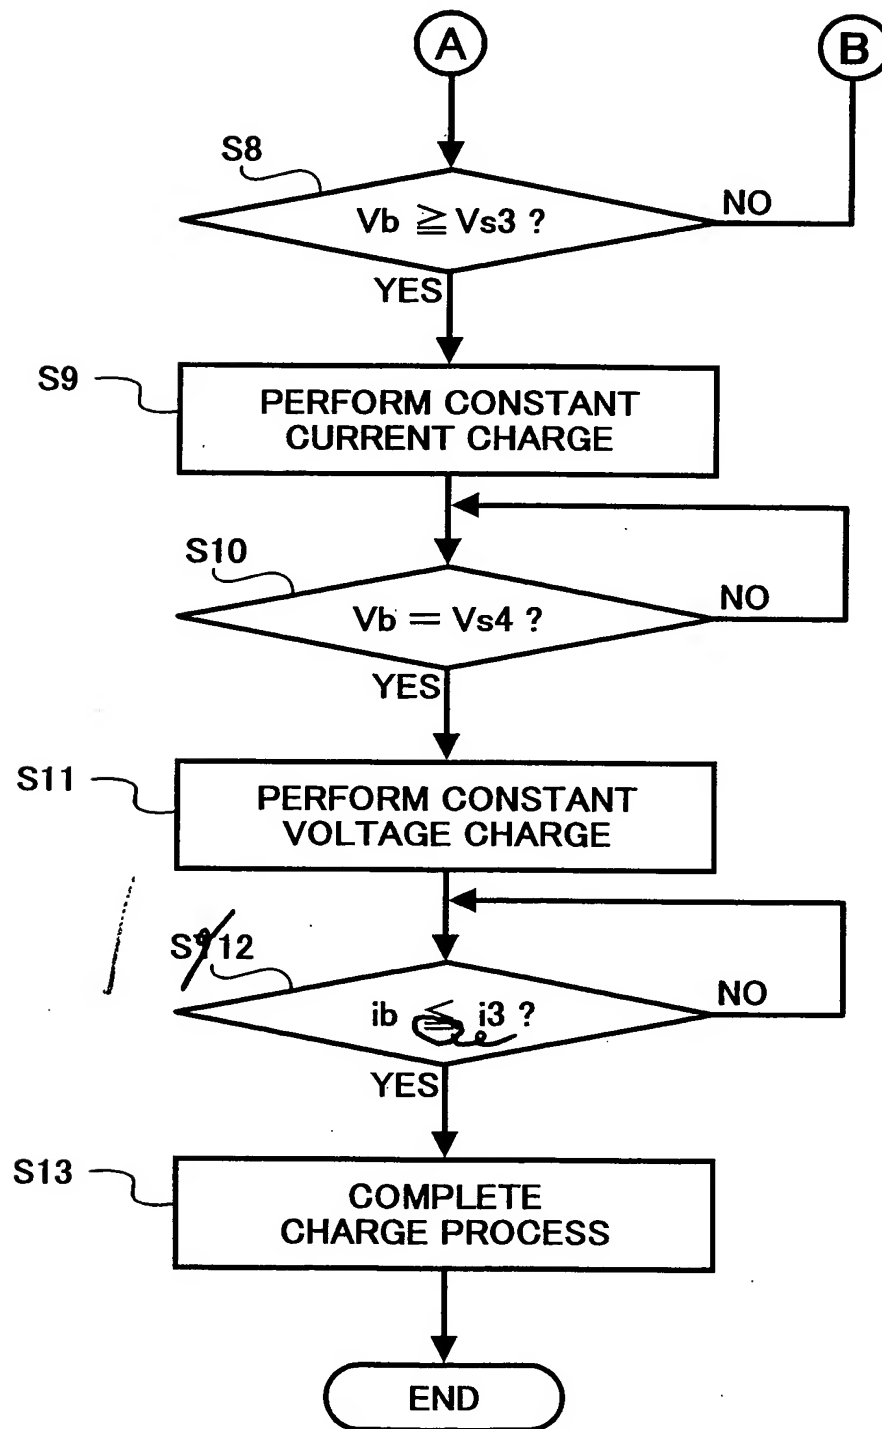 A
B
S8
Vb ≧ Vs3 ?
NO
YES
S9
PERFORM CONSTANT
CURRENT CHARGE
S10
Vb = Vs4 ?
NO
YES
S11
PERFORM CONSTANT
VOLTAGE CHARGE
S112
ib ≦ i3 ?
NO
YES
S13
COMPLETE
CHARGE PROCESS
END